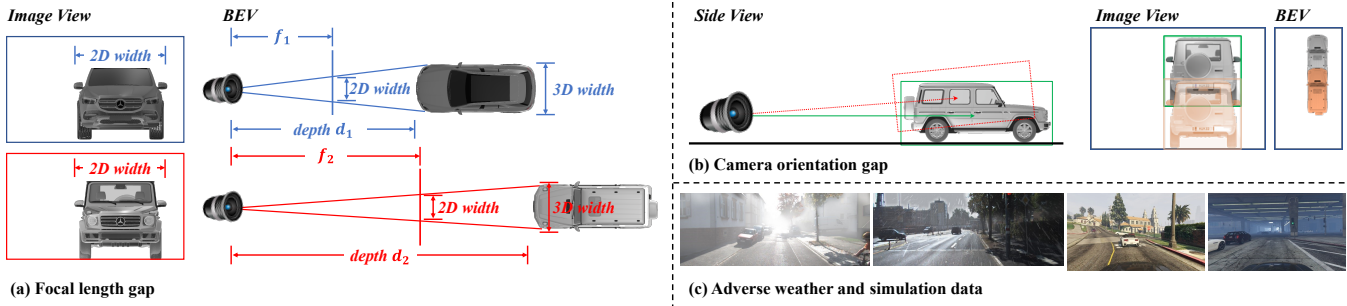 Image View
BEV
2D width
f1
2D width
3D width
depth d1
2D width
f2
2D width
3D width
depth d2
(a) Focal length gap
Side View
Image View
BEV
(b) Camera orientation gap
(c) Adverse weather and simulation data